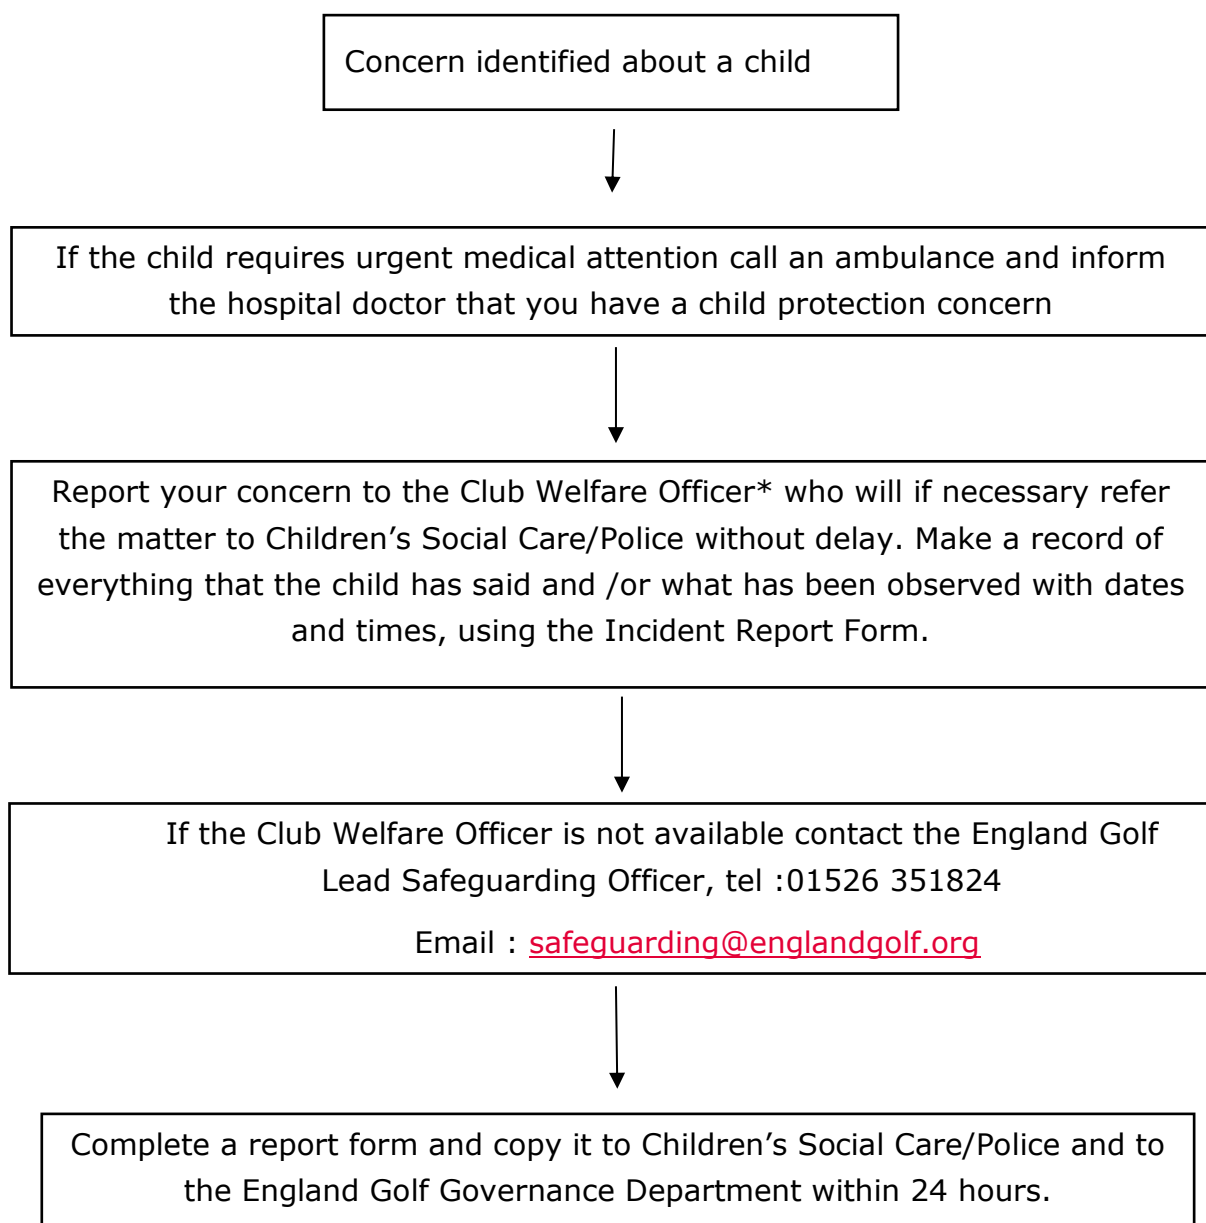 Concern identified about a child
If the child requires urgent medical attention call an ambulance and inform
the hospital doctor that you have a child protection concern
Report your concern to the Club Welfare Officer* who will if necessary refer
the matter to Children’s Social Care/Police without delay. Make a record of
everything that the child has said and /or what has been observed with dates
and times, using the Incident Report Form.
If the Club Welfare Officer is not available contact the England Golf
Lead Safeguarding Officer, tel :01526 351824
Email : safeguarding@englandgolf.org
Complete a report form and copy it to Children’s Social Care/Police and to
the England Golf Governance Department within 24 hours.